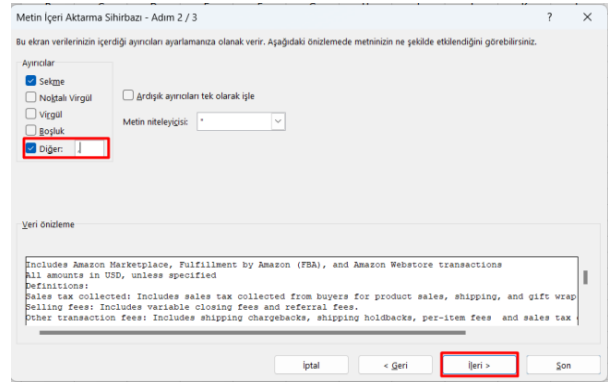 Metin İçeri Aktarma Sihirbazı - Adım 2 / 3
Bu ekran verilerinizin içerdiği ayırıcıları ayarlamanıza olanak verir. Aşağıdaki önizlemede metninizin ne şekilde etkilendiğini görebilirsiniz.
Ayırıcılar
Sekme
Noktalı Virgül
Virgül
Boşluk
Diğer:
Ardışık ayırıcıları tek olarak işle
Metin niteleyicisi: "
Veri önizleme
Includes Amazon Marketplace, Fulfillment by Amazon (FBA), and Amazon Webstore transactions
All amounts in USD, unless specified
Definitions:
Sales tax collected: Includes sales tax collected from buyers for product sales, shipping, and gift wrap
Selling fees: Includes variable closing fees and referral fees.
Other transaction fees: Includes shipping chargebacks, shipping holdbacks, per-item fees and sales tax
İptal < Geri İleri > Son